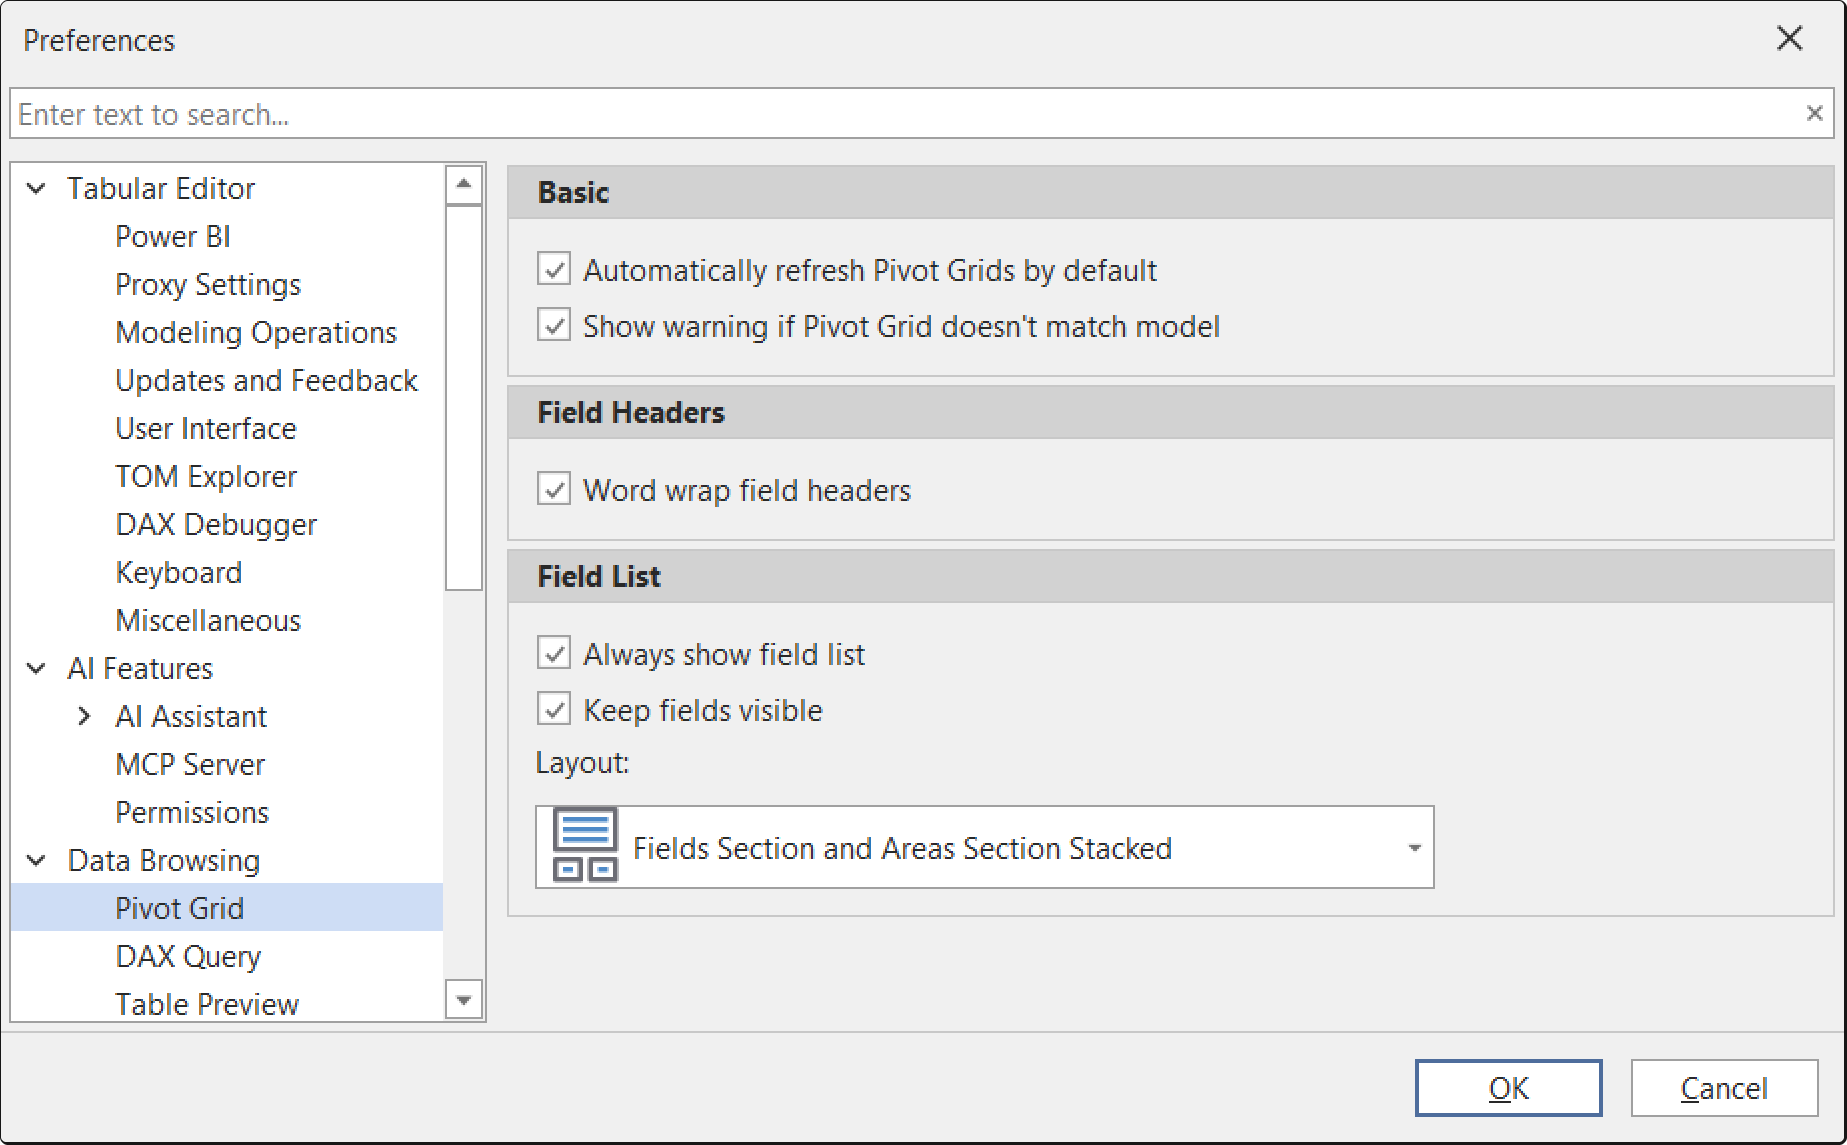 Preferences
Enter text to search...
Tabular Editor
Power BI
Proxy Settings
Modeling Operations
Updates and Feedback
User Interface
TOM Explorer
DAX Debugger
Keyboard
Miscellaneous
AI Features
AI Assistant
MCP Server
Permissions
Data Browsing
Pivot Grid
DAX Query
Table Preview
Basic
Automatically refresh Pivot Grids by default
Show warning if Pivot Grid doesn't match model
Field Headers
Word wrap field headers
Field List
Always show field list
Keep fields visible
Layout:
Fields Section and Areas Section Stacked
OK
Cancel